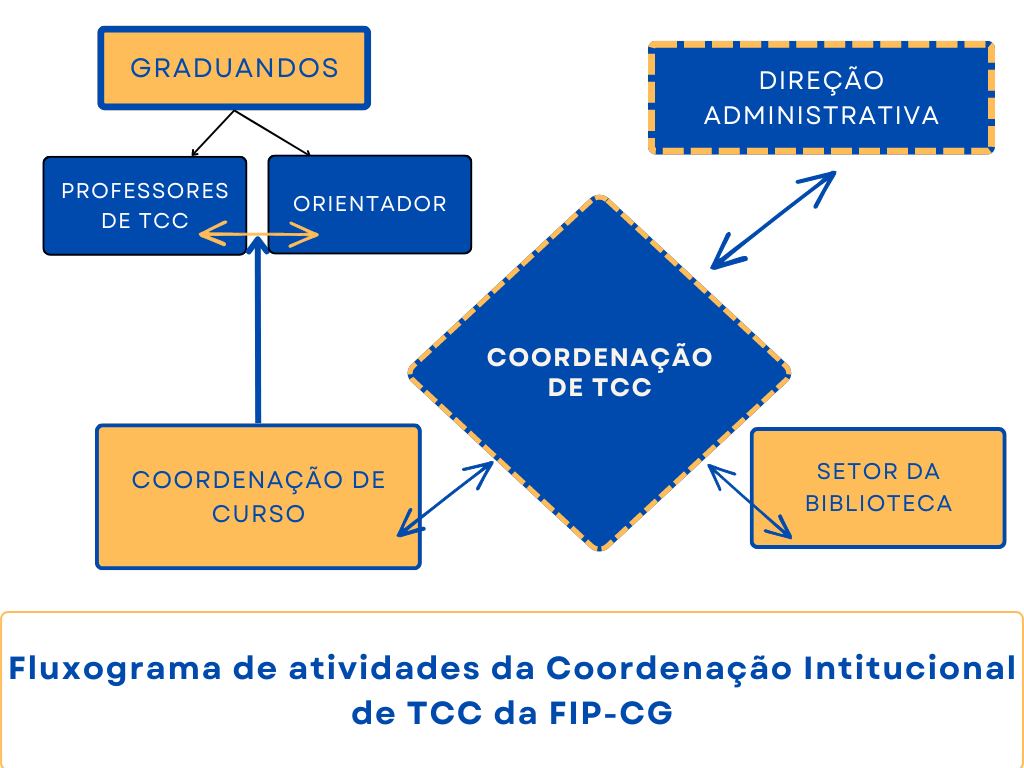 GRADUANDOS
DIREÇÃO
ADMINISTRATIVA
PROFESSORES
DE TCC
ORIENTADOR
COORDENAÇÃO
DE TCC
COORDENAÇÃO DE
CURSO
SETOR DA
BIBLIOTECA
Fluxograma de atividades da Coordenação Intitucional
de TCC da FIP-CG